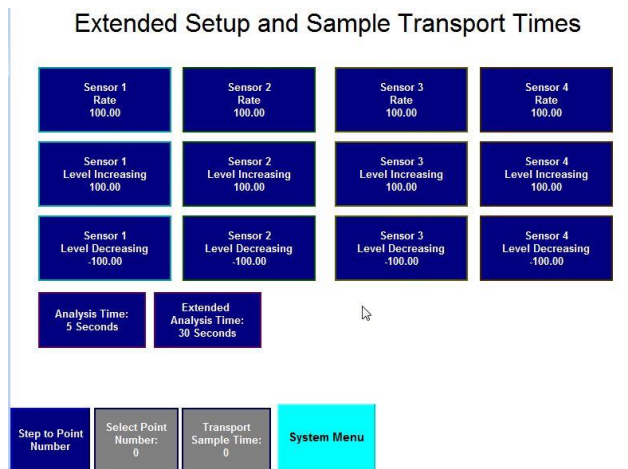 Extended Setup and Sample Transport Times
Sensor 1
Rate
100.00
Sensor 2
Rate
100.00
Sensor 3
Rate
100.00
Sensor 4
Rate
100.00
Sensor 1
Level Increasing
100.00
Sensor 2
Level Increasing
100.00
Sensor 3
Level Increasing
100.00
Sensor 4
Level Increasing
100.00
Sensor 1
Level Decreasing
-100.00
Sensor 2
Level Decreasing
-100.00
Sensor 3
Level Decreasing
-100.00
Sensor 4
Level Decreasing
-100.00
Analysis Time:
5 Seconds
Extended
Analysis Time:
30 Seconds
Step to Point
Number
Select Point
Number:
0
Transport
Sample Time:
0
System Menu